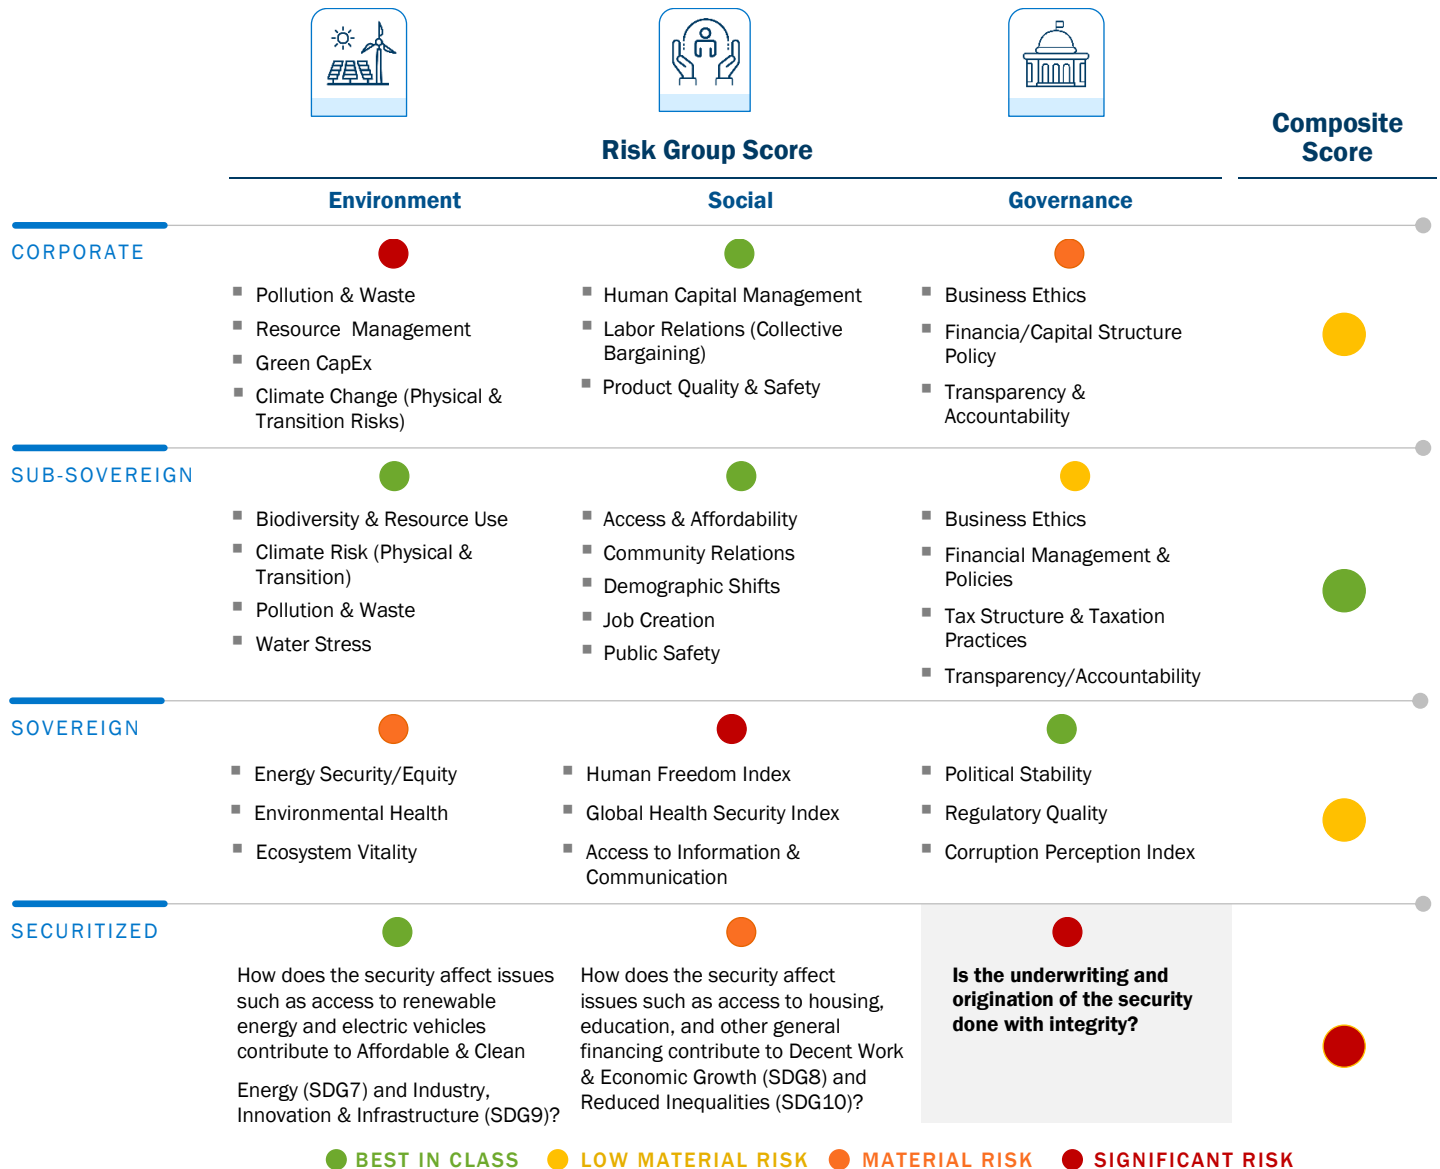 Risk Group Score
Composite
Score
Environment
Social
Governance
CORPORATE
Pollution & Waste
Resource Management
Green CapEx
Climate Change (Physical &
Transition Risks)
Human Capital Management
Labor Relations (Collective
Bargaining)
Product Quality & Safety
Business Ethics
Financia/Capital Structure
Policy
Transparency &
Accountability
SUB-SOVEREIGN
Biodiversity & Resource Use
Climate Risk (Physical &
Transition)
Pollution & Waste
Water Stress
Access & Affordability
Community Relations
Demographic Shifts
Job Creation
Public Safety
Business Ethics
Financial Management &
Policies
Tax Structure & Taxation
Practices
Transparency/Accountability
SOVEREIGN
Energy Security/Equity
Environmental Health
Ecosystem Vitality
Human Freedom Index
Global Health Security Index
Access to Information &
Communication
Political Stability
Regulatory Quality
Corruption Perception Index
SECURITIZED
How does the security affect issues
such as access to renewable
energy and electric vehicles
contribute to Affordable & Clean
Energy (SDG7) and Industry,
Innovation & Infrastructure (SDG9)?
How does the security affect
issues such as access to housing,
education, and other general
financing contribute to Decent Work
& Economic Growth (SDG8) and
Reduced Inequalities (SDG10)?
Is the underwriting and
origination of the security
done with integrity?
BEST IN CLASS
LOW MATERIAL RISK
MATERIAL RISK
SIGNIFICANT RISK